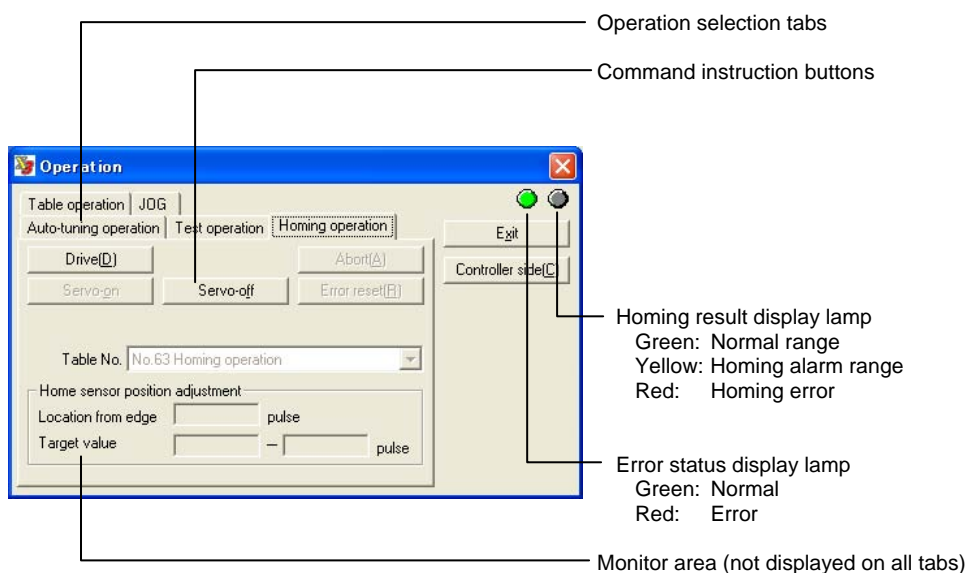 Operation selection tabs
Command instruction buttons
Operation
Table operation JOG
Auto-tuning operation Test operation Homing operation
Exit
Drive(D) Abort(A)
Controller side(C
Servo-on Servo-off Error reset(R)
Homing result display lamp
Green: Normal range
Table No. No.63 Homing operation
Yellow: Homing alarm range
Red: Homing error
Home sensor position adjustment
Location from edge pulse
Target value — pulse
Error status display lamp
Green: Normal
Red: Error
Monitor area (not displayed on all tabs)